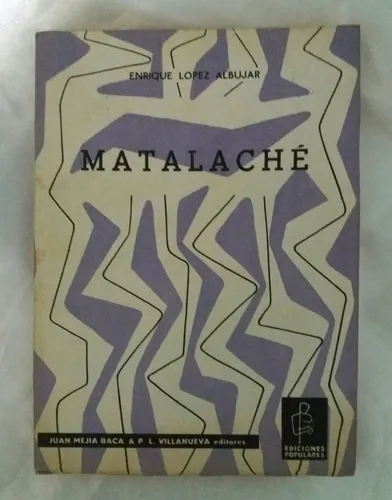 ENRIQUE LOPEZ ALBUJAR
MATALACHÉ
JUAN MEJIA BACA & P. L. VILLANUEVA editores
EDICIONES
POPULARES